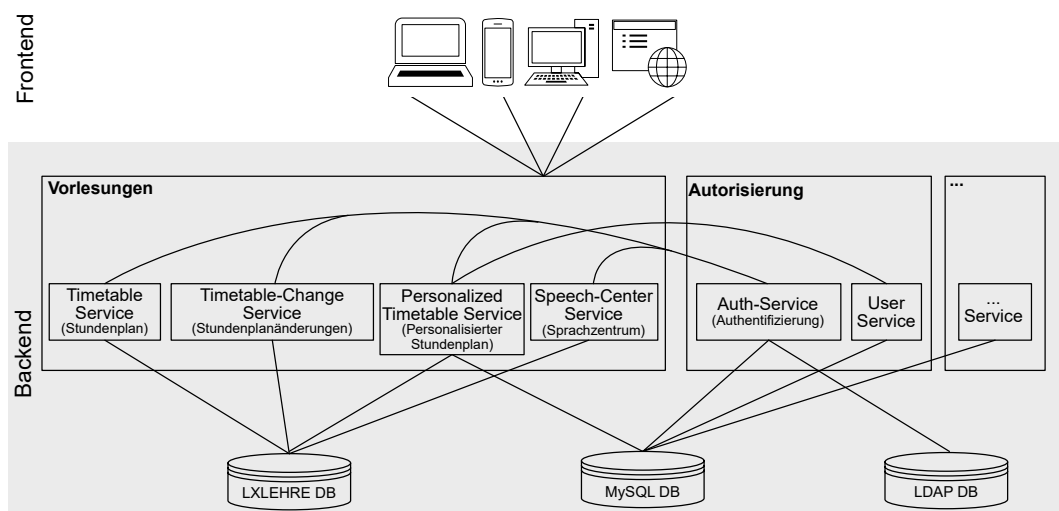 Frontend
Backend
Vorlesungen
Autorisierung
...
Timetable
Service
(Stundenplan)
Timetable-Change
Service
(Stundenplanänderungen)
Personalized
Timetable Service
(Personalisierter
Stundenplan)
Speech-Center
Service
(Sprachzentrum)
Auth-Service
(Authentifizierung)
User
Service
...
Service
LXLEHRE DB
MySQL DB
LDAP DB